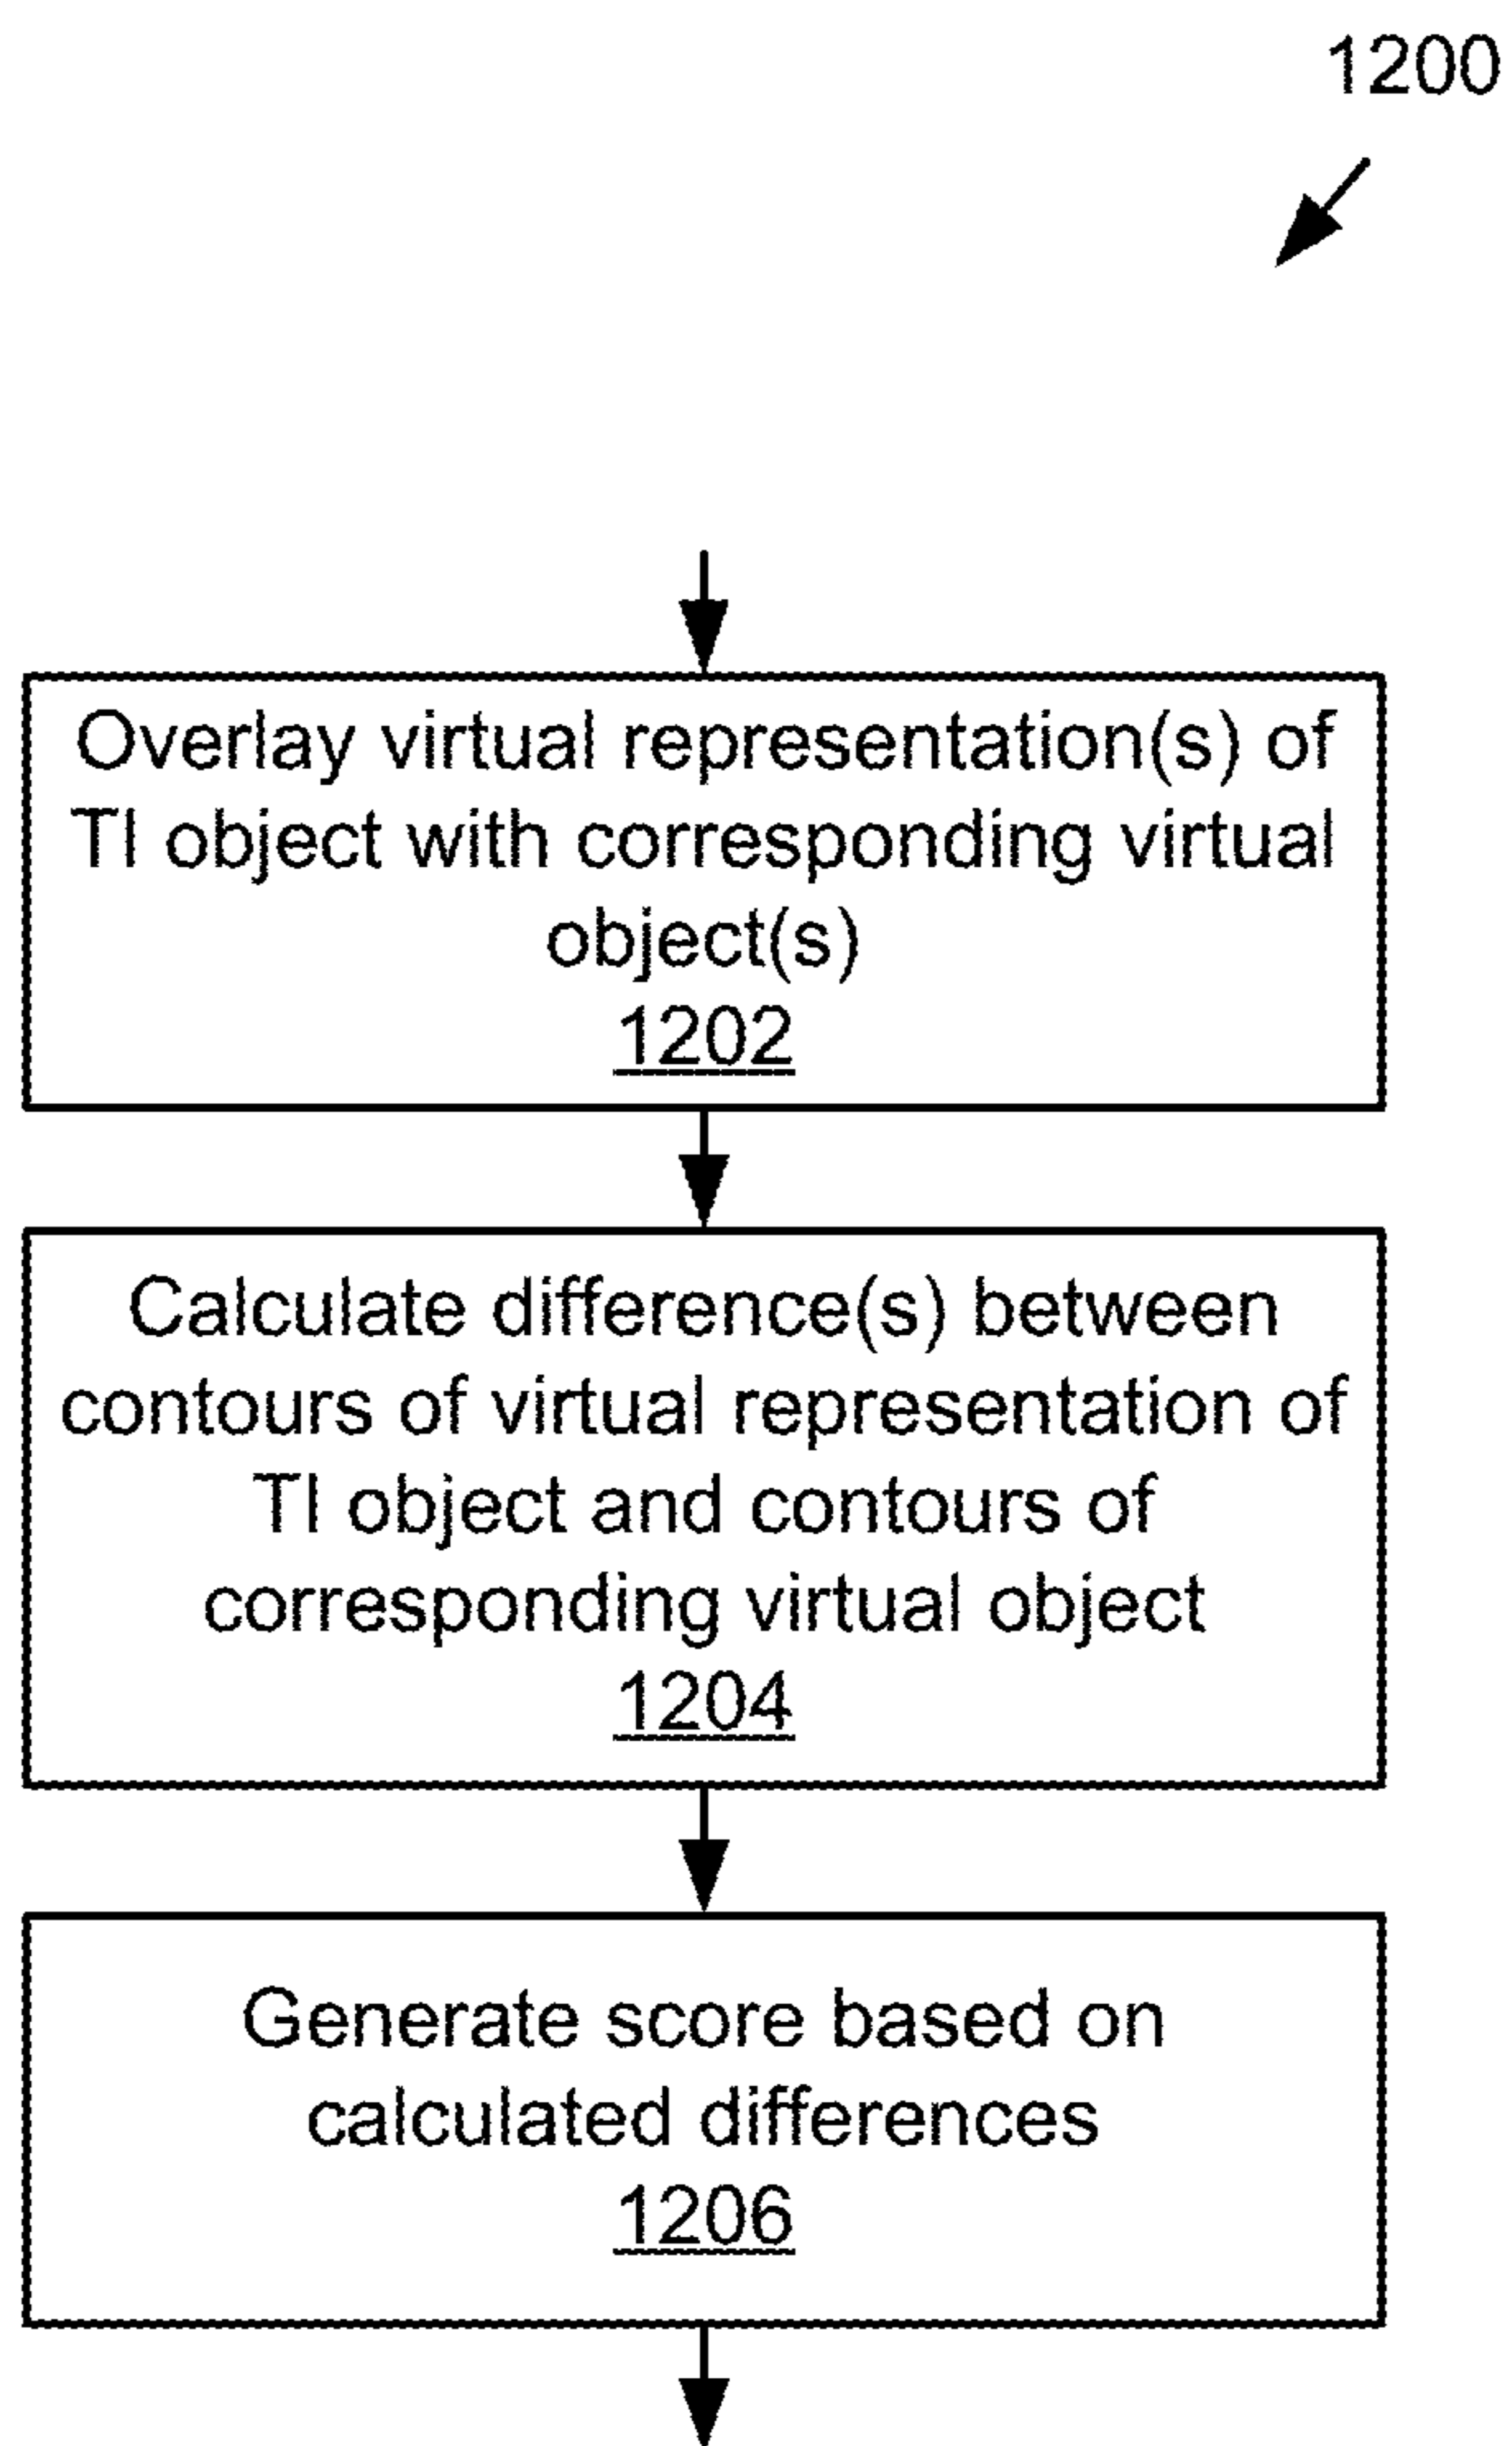 1200
Overlay virtual representation(s) of
TI object with corresponding virtual
object(s)
1202
Calculate difference(s) between
contours of virtual representation of
TI object and contours of
corresponding virtual object
1204
Generate score based on
calculated differences
1206